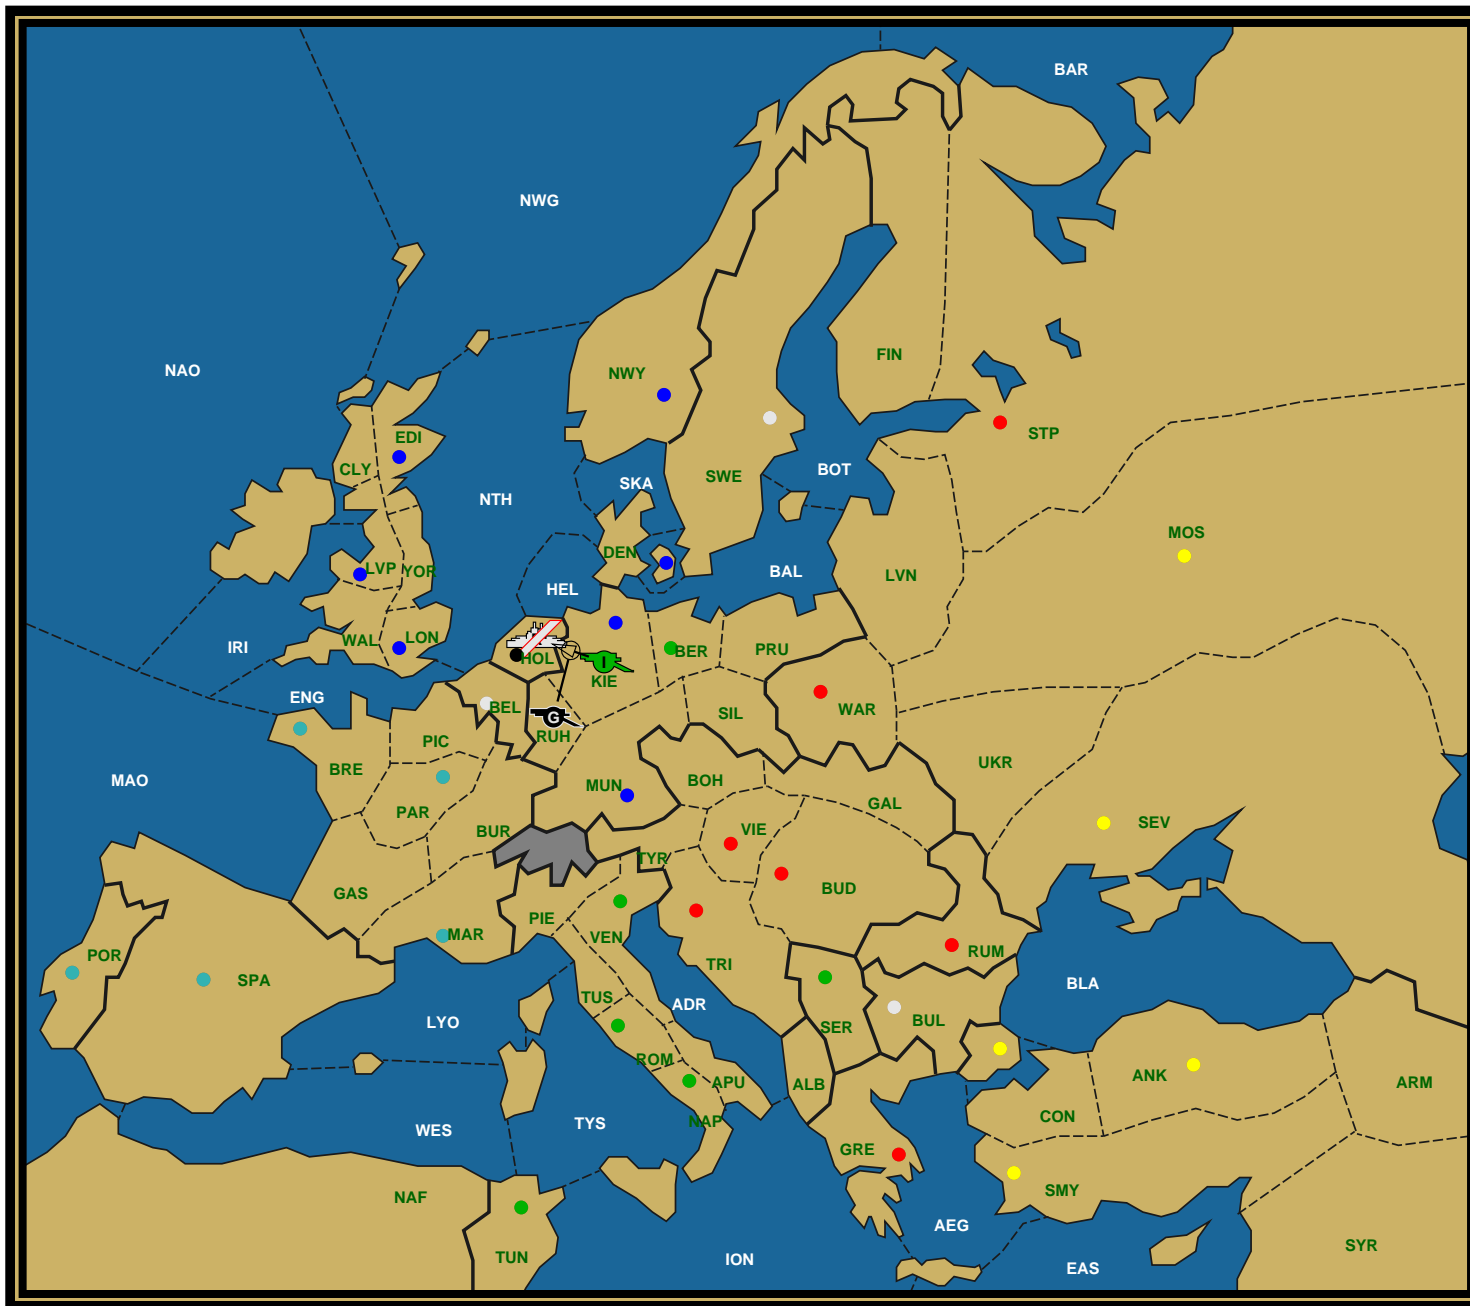 BAR
NWG
NAO
FIN
NWY
EDI
STP
CLY
SKA
BOT
SWE
NTH
MOS
DEN
LVP
YOR
BAL
LVN
HEL
IRI
WAL
LON
HOL
BER
PRU
I
KIE
ENG
BEL
G
RUH
SIL
WAR
PIC
BRE
MAO
MUN
BOH
UKR
PAR
GAL
BUR
VIE
SEV
TYR
GAS
BUD
PIE
MAR
VEN
POR
SPA
TRI
RUM
BLA
TUS
ADR
LYO
BUL
SER
ROM
APU
ALB
ANK
ARM
CON
NAP
WES
TYS
GRE
NAF
SMY
AEG
TUN
ION
EAS
SYR